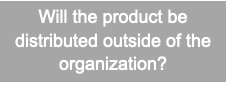 Will the product be
distributed outside of the
organization?